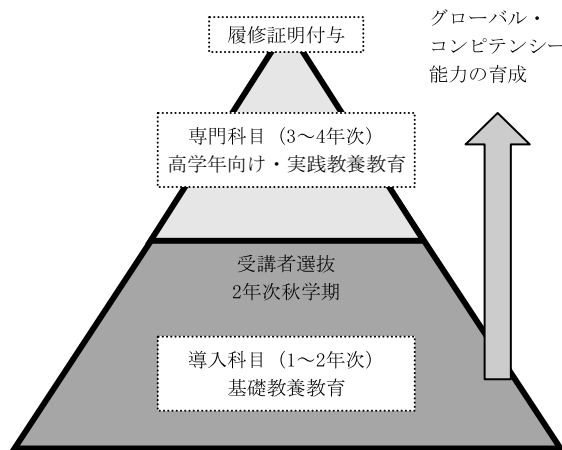 履修証明付与
グローバル・
コンピテンシー
能力の育成
専門科目（3～4年次）
高学年向け・実践教養教育
受講者選抜
2年次秋学期
導入科目（1～2年次）
基礎教養教育